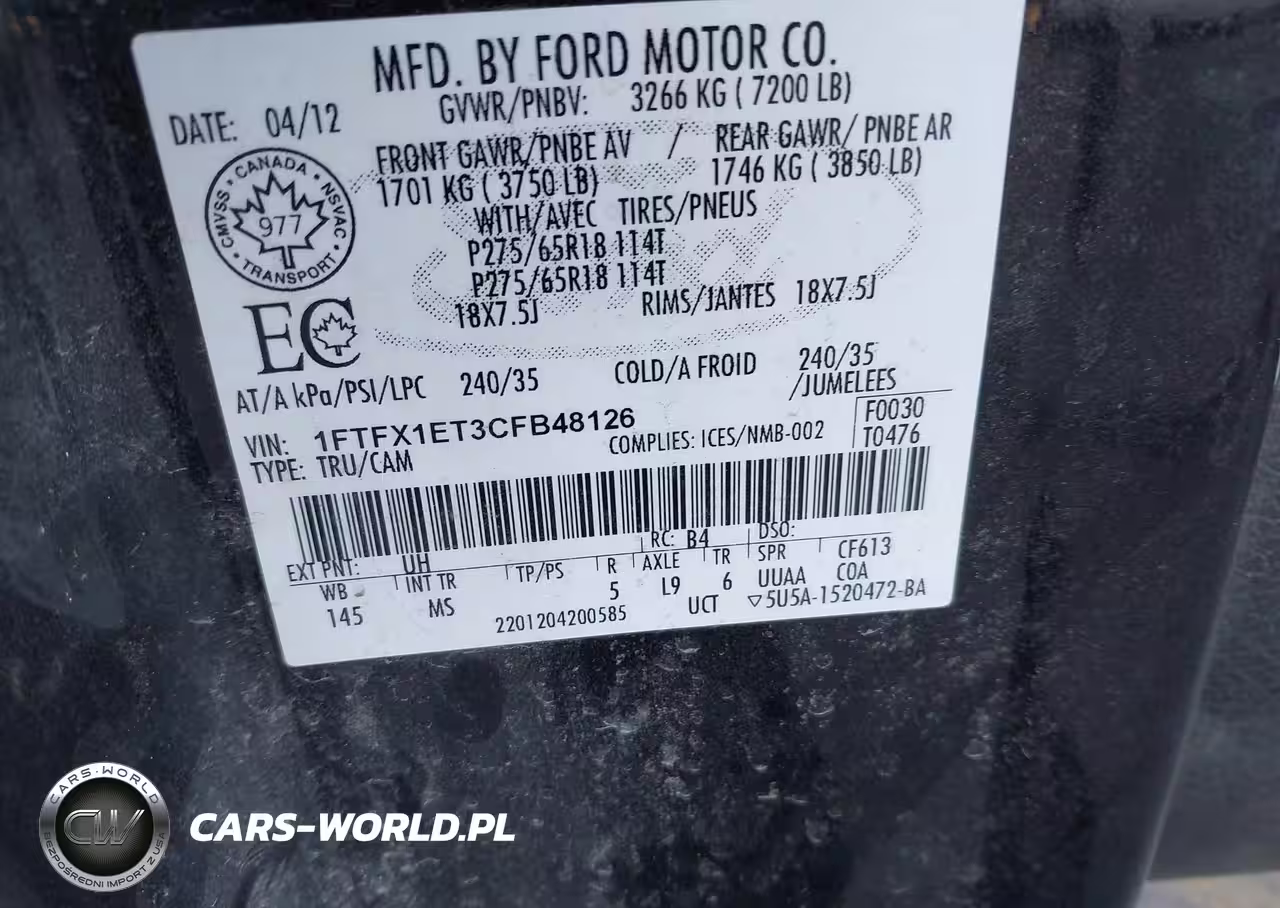 MFD. BY FORD MOTOR CO.
DATE: 04/12
GVWR/PNBV: 3266 KG ( 7200 LB)
FRONT GAWR/PNBE AV / REAR GAWR/ PNBE AR
1701 KG ( 3750 LB) 1746 KG ( 3850 LB)
WITH/AVEC TIRES/PNEUS
P275/65R18 114T
P275/65R18 114T
18X7.5J RIMS/JANTES 18X7.5J
CANADA
CMVSS NSVAC
977
TRANSPORT
EC
AT/A kPa/PSI/LPC 240/35 COLD/A FROID 240/35
/JUMELEES
VIN: 1FTFX1ET3CFB48126
TYPE: TRU/CAM COMPLIES: ICES/NMB-002
F0030
T0476
EXT PNT: UH RC: B4 DSO:
WB INT TR TP/PS R AXLE TR SPR CF613
145 MS 5 L9 6 UUAA COA
2201204200585 UCT ▽5U5A-1520472-BA
CARS-WORLD
CW
BEZPOŚREDNI IMPORT Z USA
CARS-WORLD.PL